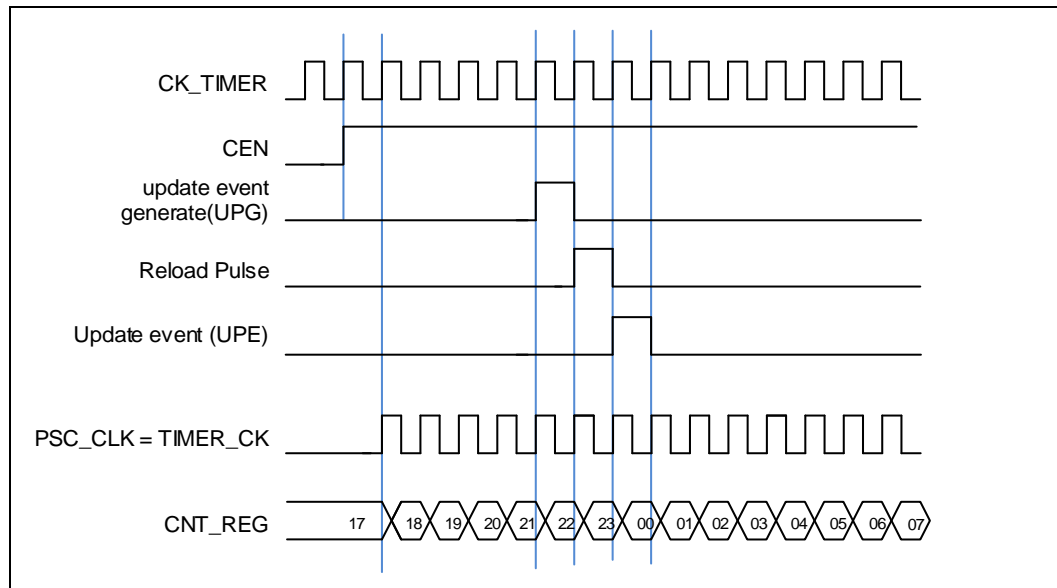 CK_TIMER
CEN
update event
generate(UPG)
Reload Pulse
Update event (UPE)
PSC_CLK = TIMER_CK
CNT_REG 17 18 19 20 21 22 23 00 01 02 03 04 05 06 07